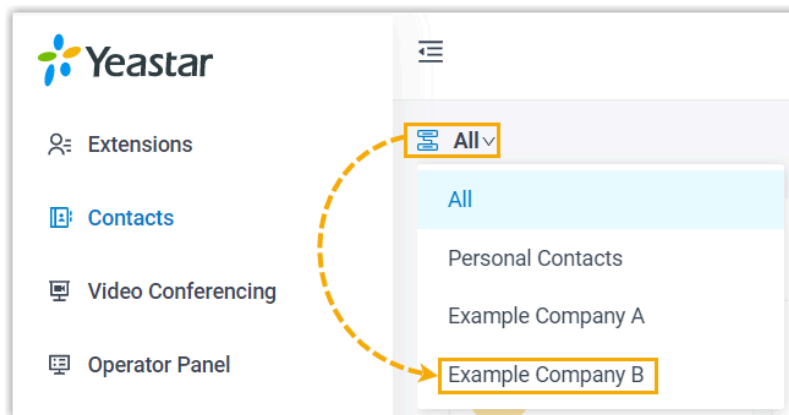 Yeastar
Extensions
Contacts
Video Conferencing
Operator Panel
All
All
Personal Contacts
Example Company A
Example Company B